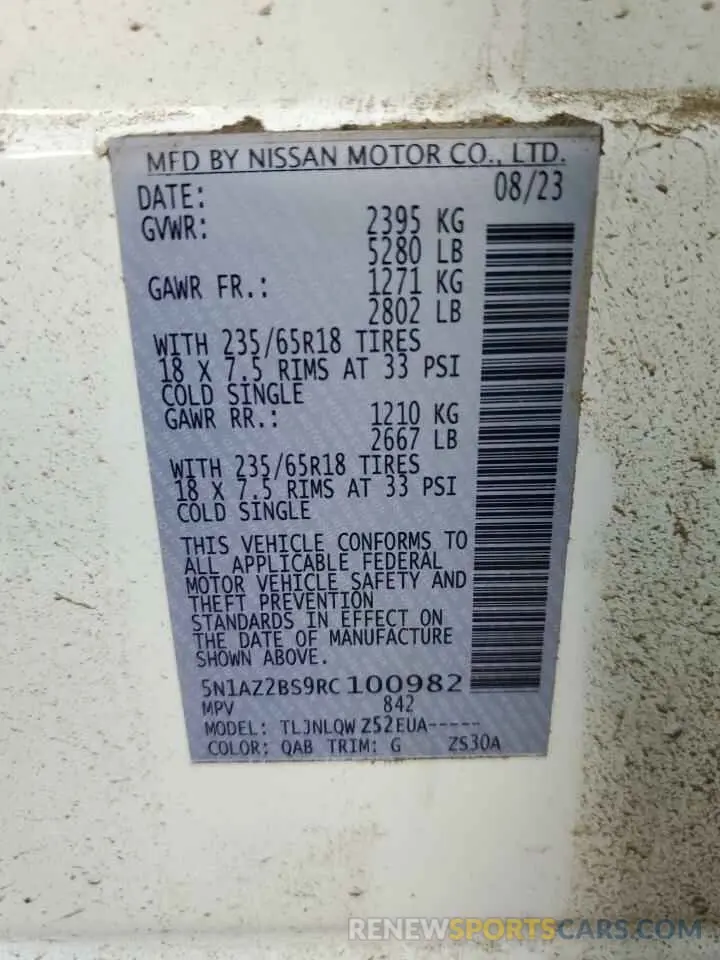 MFD BY NISSAN MOTOR CO., LTD.
DATE: 08/23
GVWR: 2395 KG
5280 LB
GAWR FR.: 1271 KG
2802 LB
WITH 235/65R18 TIRES
18 X 7.5 RIMS AT 33 PSI
COLD SINGLE
GAWR RR.: 1210 KG
2667 LB
WITH 235/65R18 TIRES
18 X 7.5 RIMS AT 33 PSI
COLD SINGLE
THIS VEHICLE CONFORMS TO
ALL APPLICABLE FEDERAL
MOTOR VEHICLE SAFETY AND
THEFT PREVENTION
STANDARDS IN EFFECT ON
THE DATE OF MANUFACTURE
SHOWN ABOVE.
5N1AZ2BS9RC100982
MPV 842
MODEL: TLJNLQW Z52EUA-----
COLOR: QAB TRIM: G ZS30A
RENEWSPORTSCARS.COM